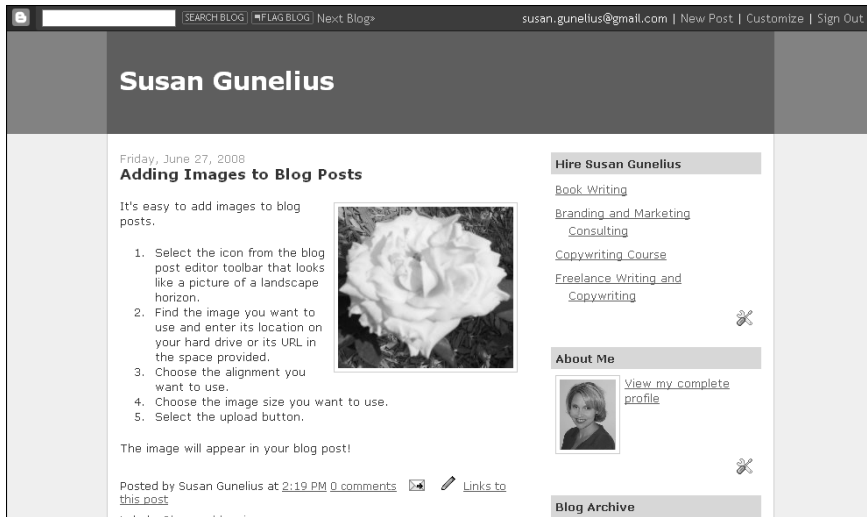 SEARCH BLOG FLAG BLOG Next Blog»
susan.gunelius@gmail.com | New Post | Customize | Sign Out
Susan Gunelius
Friday, June 27, 2008
Adding Images to Blog Posts
It's easy to add images to blog
posts.
1. Select the icon from the blog
post editor toolbar that looks
like a picture of a landscape
horizon.
2. Find the image you want to
use and enter its location on
your hard drive or its URL in
the space provided.
3. Choose the alignment you
want to use.
4. Choose the image size you want to use.
5. Select the upload button.
The image will appear in your blog post!
Posted by Susan Gunelius at 2:19 PM 0 comments Links to
this post
Hire Susan Gunelius
Book Writing
Branding and Marketing
Consulting
Copywriting Course
Freelance Writing and
Copywriting
About Me
View my complete
profile
Blog Archive